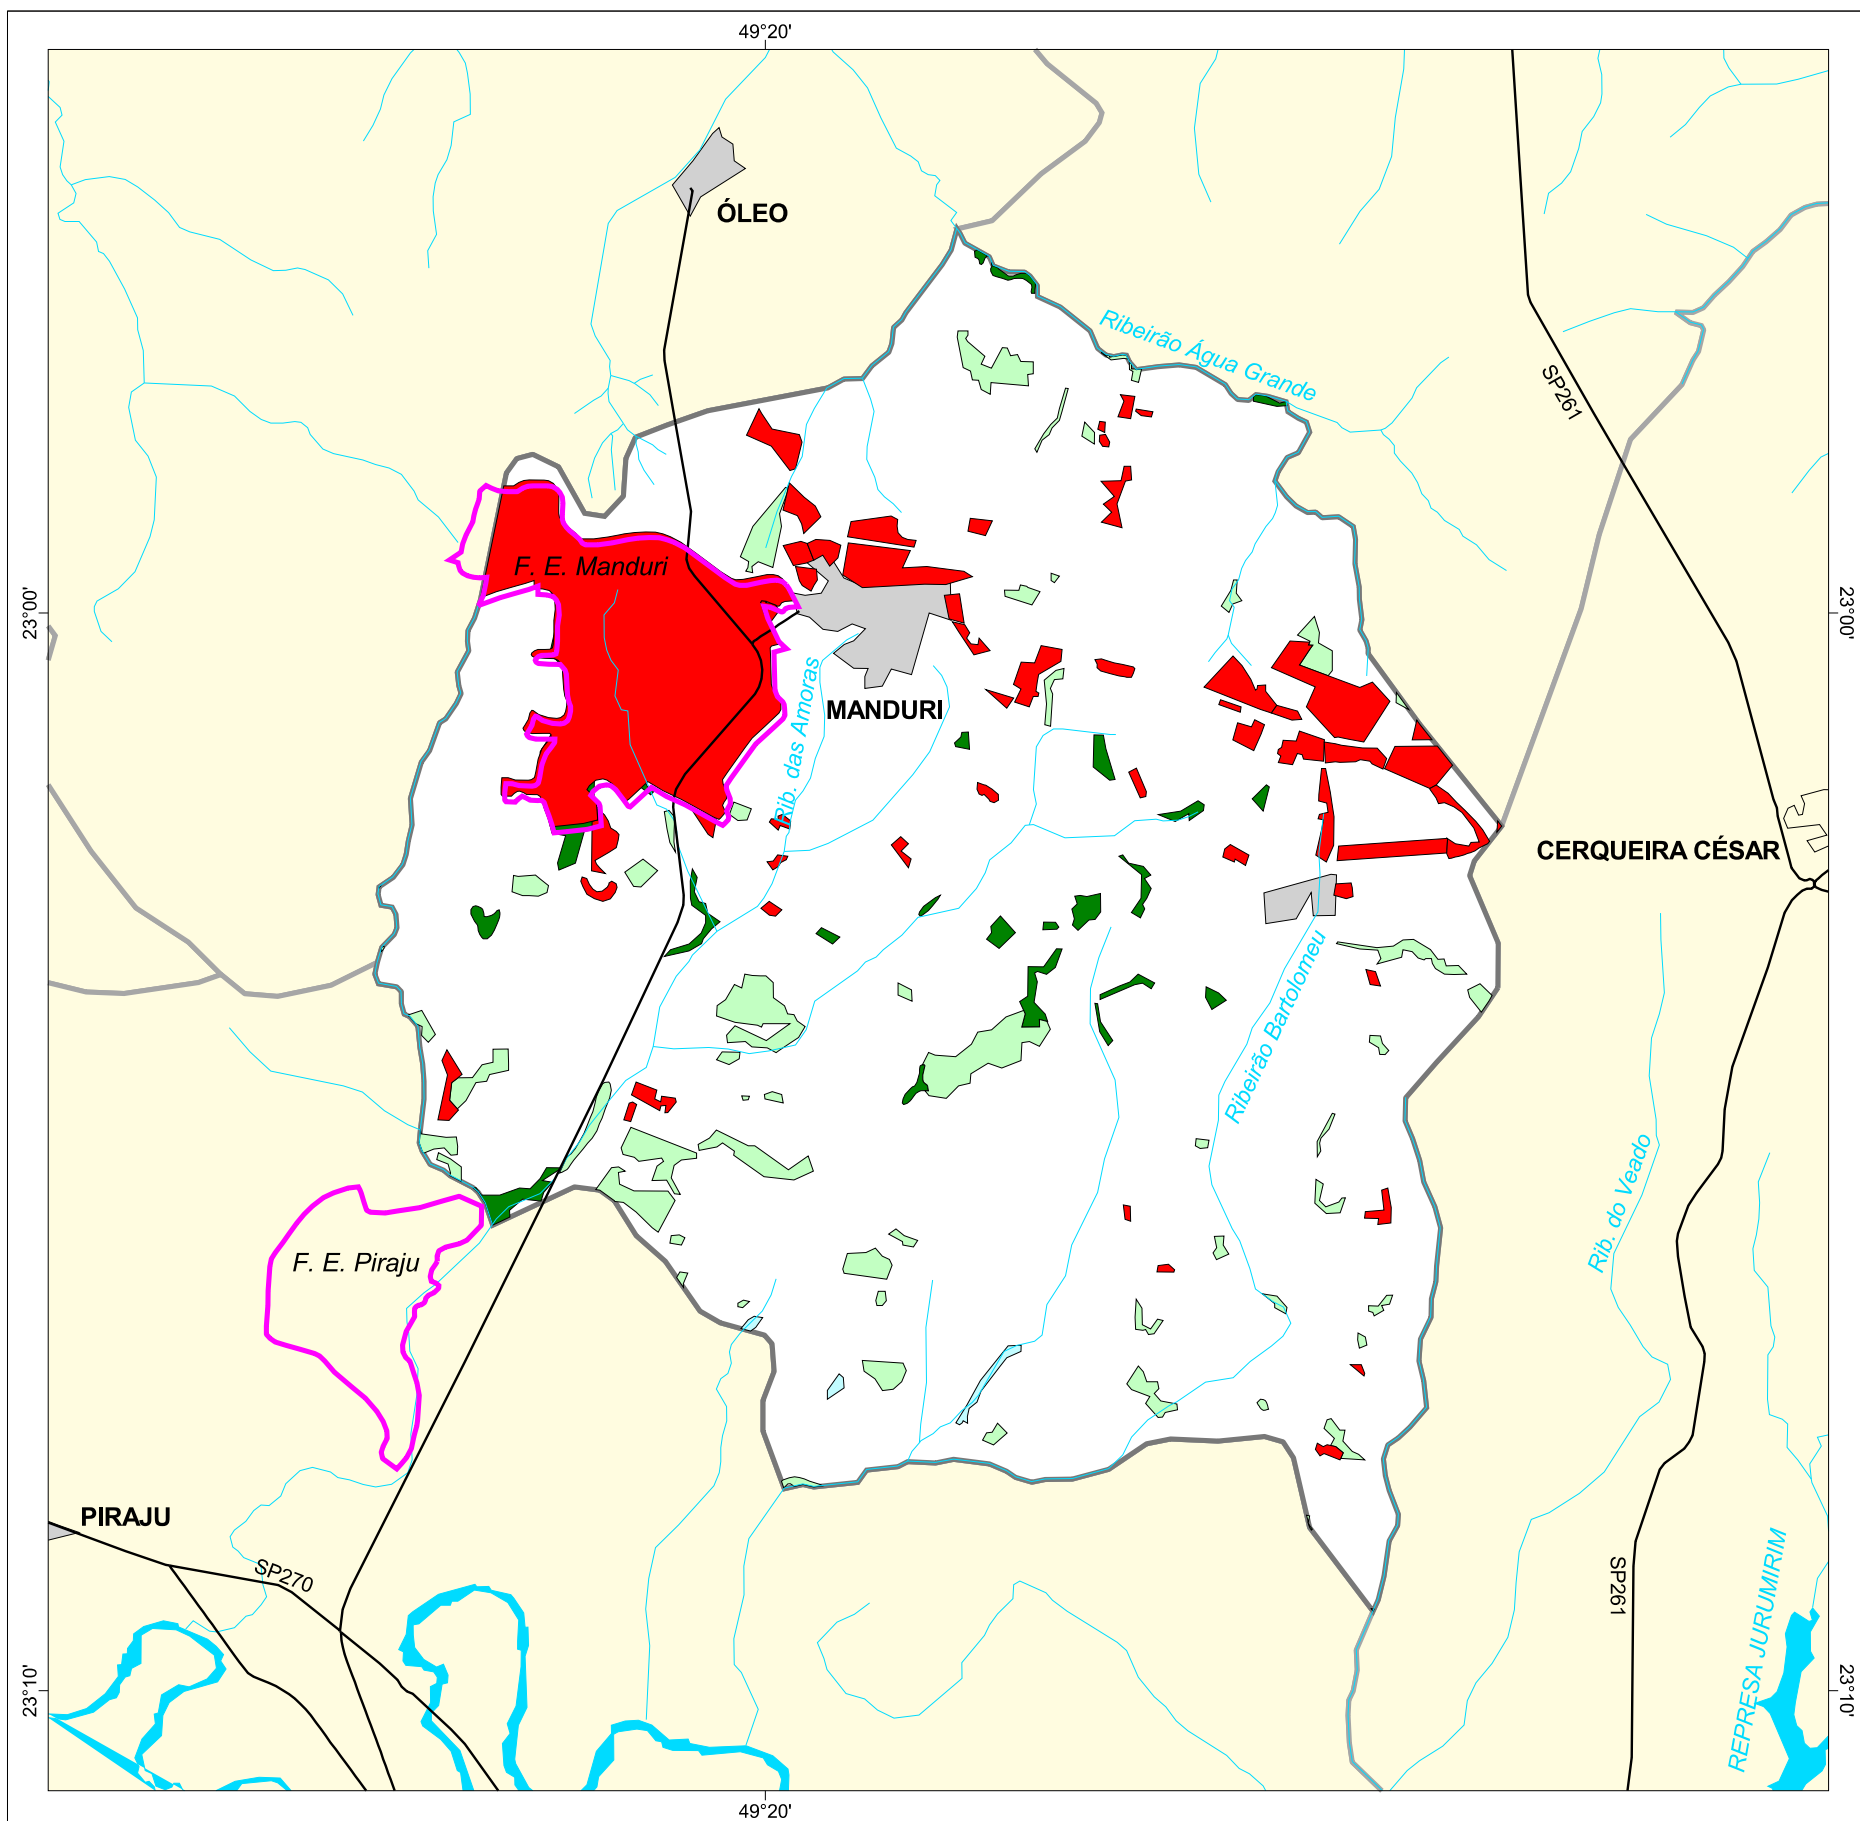 49°20'
ÓLEO
Ribeirão Água Grande
SP261
F. E. Manduri
23°00'
23°00'
Rib. das Amoras
MANDURI
CERQUEIRA CÉSAR
Ribeirão Bartolomeu
Rib. do Veado
F. E. Piraju
PIRAJU
SP270
SP261
REPRESA JURUMIRIM
23°10'
23°10'
49°20'